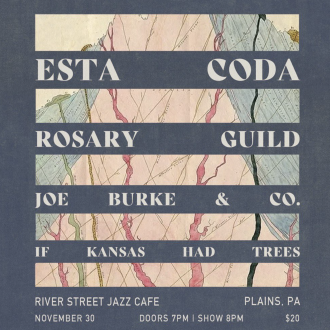 ESTA CODA
ROSARY GUILD
JOE BURKE & CO.
IF KANSAS HAD TREES
RIVER STREET JAZZ CAFE PLAINS, PA
NOVEMBER 30 DOORS 7PM | SHOW 8PM $20